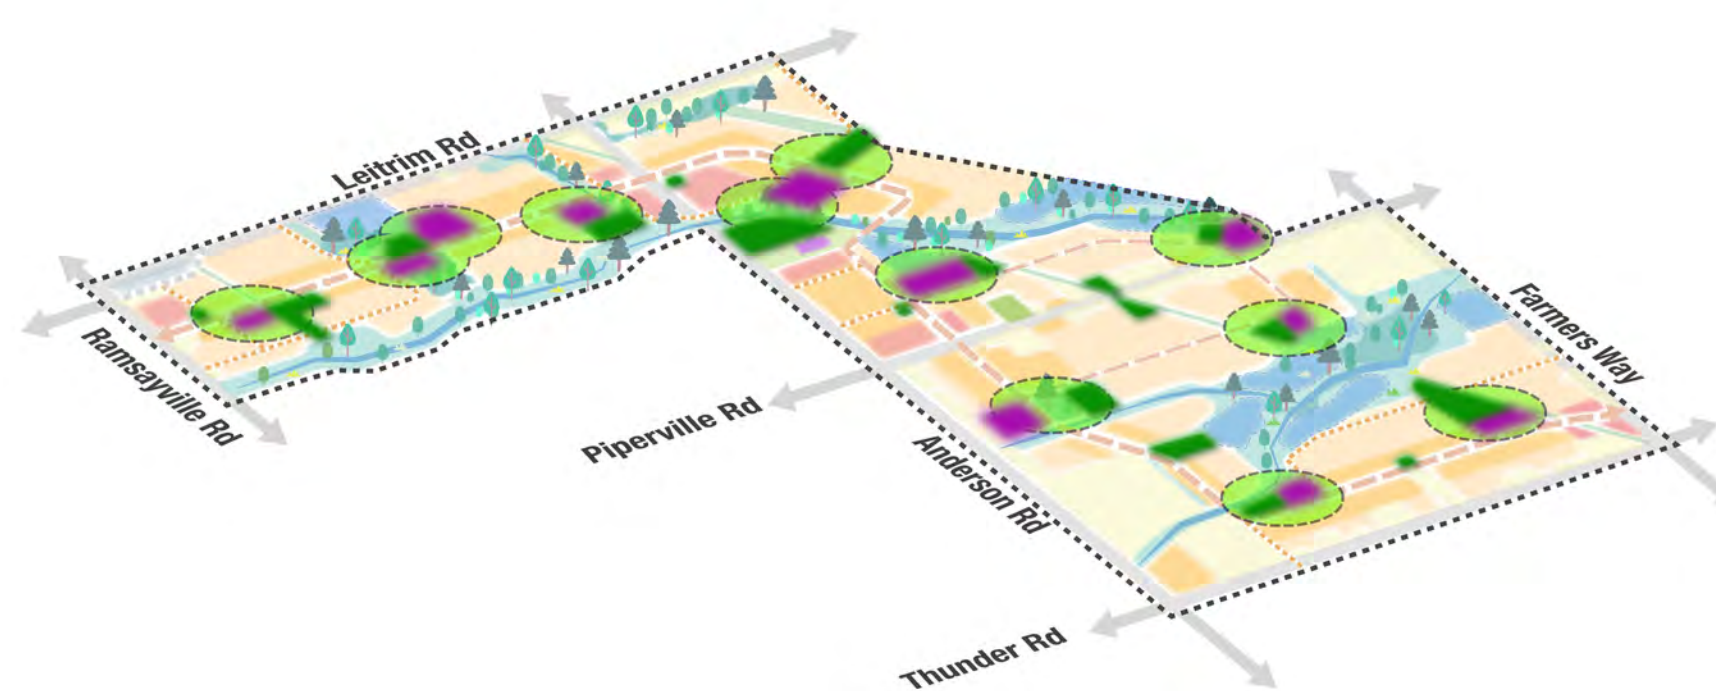 Leitrim Rd
Ramsayville Rd
Farmers Way
Piperville Rd
Anderson Rd
Thunder Rd